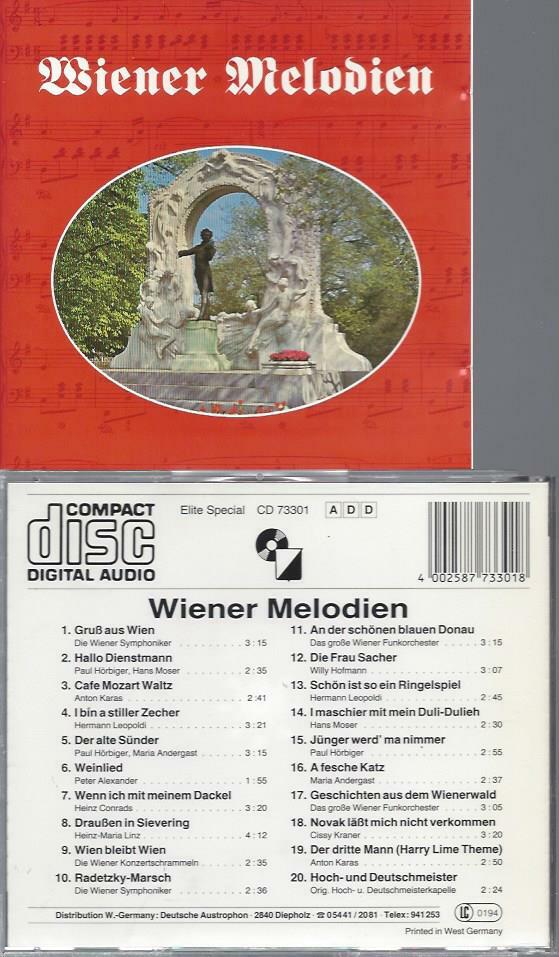 Wiener Melodien
COMPACT
disc
DIGITAL AUDIO
Elite Special CD 73301 A D D
4 002587 733018
Wiener Melodien
1. Gruß aus Wien
Die Wiener Symphoniker . . . . . . . . . . 3:15
2. Hallo Dienstmann
Paul Hörbiger, Hans Moser . . . . . . . . 2:35
3. Cafe Mozart Waltz
Anton Karas . . . . . . . . . . . . . . . . . . 2:41
4. I bin a stiller Zecher
Hermann Leopoldi . . . . . . . . . . . . . . 3:21
5. Der alte Sünder
Paul Hörbiger, Maria Andergast . . . . . 3:15
6. Weinlied
Peter Alexander . . . . . . . . . . . . . . . 1:55
7. Wenn ich mit meinem Dackel
Heinz Conrads . . . . . . . . . . . . . . . . 3:20
8. Draußen in Sievering
Heinz-Maria Linz . . . . . . . . . . . . . . . 4:12
9. Wien bleibt Wien
Die Wiener Konzertschrammeln . . . . . 2:35
10. Radetzky-Marsch
Die Wiener Symphoniker . . . . . . . . . . 2:36
11. An der schönen blauen Donau
Das große Wiener Funkorchester . . . . 3:15
12. Die Frau Sacher
Willy Hofmann . . . . . . . . . . . . . . . . 3:07
13. Schön ist so ein Ringelspiel
Hermann Leopoldi . . . . . . . . . . . . . . 2:45
14. I maschier mit mein Duli-Dulieh
Hans Moser . . . . . . . . . . . . . . . . . . 2:30
15. Jünger werd' ma nimmer
Paul Hörbiger . . . . . . . . . . . . . . . . . 2:55
16. A fesche Katz
Maria Andergast . . . . . . . . . . . . . . . 2:37
17. Geschichten aus dem Wienerwald
Das große Wiener Funkorchester . . . . 3:05
18. Novak läßt mich nicht verkommen
Cissy Kraner . . . . . . . . . . . . . . . . . . 3:20
19. Der dritte Mann (Harry Lime Theme)
Anton Karas . . . . . . . . . . . . . . . . . . 2:50
20. Hoch- und Deutschmeister
Orig. Hoch- u. Deutschmeisterkapelle . . 2:24
Distribution W.-Germany: Deutsche Austrophon · 2840 Diepholz · ☎ 05441/2081 · Telex: 941253
LC 0194
Printed in West Germany